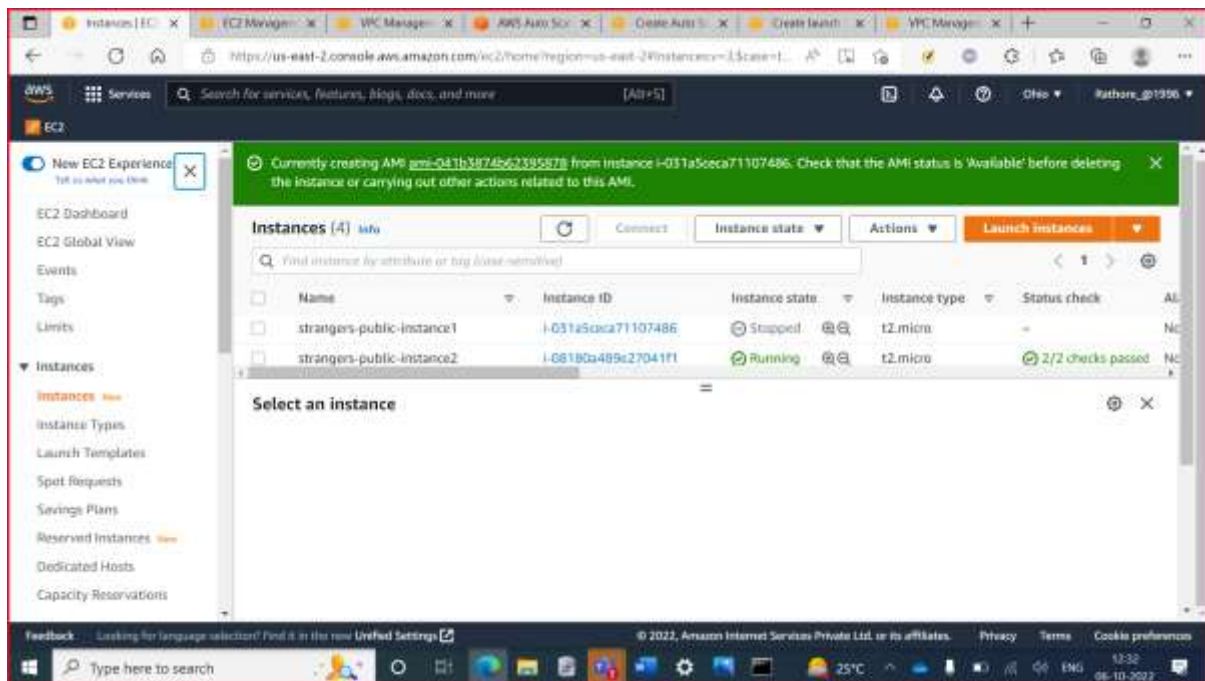 Instances | EC
EC2 Manager
VPC Manager
AWS Auto Sc
Create Auto S
Create launch
VPC Manager
https://us-east-2.console.aws.amazon.com/ec2/home?region=us-east-2#Instances:v=3;$case=t...
aws
Services
Search for services, features, blogs, docs, and more
[Alt+S]
Ohio
Rathore_@1996
EC2
New EC2 Experience
Tell us what you think
Currently creating AMI ami-041b3874b62395878 from instance i-031a5ceca71107486. Check that the AMI status is 'Available' before deleting
the instance or carrying out other actions related to this AMI.
EC2 Dashboard
EC2 Global View
Events
Tags
Limits
Instances
Instances New
Instance Types
Launch Templates
Spot Requests
Savings Plans
Reserved Instances New
Dedicated Hosts
Capacity Reservations
Instances (4) Info
Connect
Instance state
Actions
Launch instances
Find instance by attribute or tag (case-sensitive)
1
Name
Instance ID
Instance state
Instance type
Status check
strangers-public-instance1
i-031a5ceca71107486
Stopped
t2.micro
-
strangers-public-instance2
i-08180a489c27041f1
Running
t2.micro
2/2 checks passed
Select an instance
Feedback
Looking for language selection? Find it in the new Unified Settings
© 2022, Amazon Internet Services Private Ltd. or its affiliates.
Privacy
Terms
Cookie preferences
Type here to search
25°C
ENG
12:32
06-10-2022